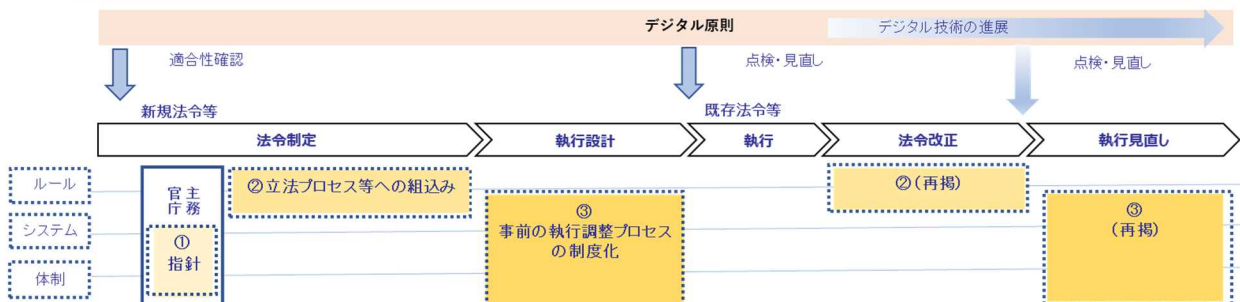 デジタル原則
デジタル技術の進展
適合性確認
点検・見直し
点検・見直し
新規法令等
既存法令等
法令制定
執行設計
執行
法令改正
執行見直し
ルール
システム
体制
主務
官庁
①
指針
②立法プロセス等への組込み
③
事前の執行調整プロセス
の制度化
②(再掲)
③
(再掲)